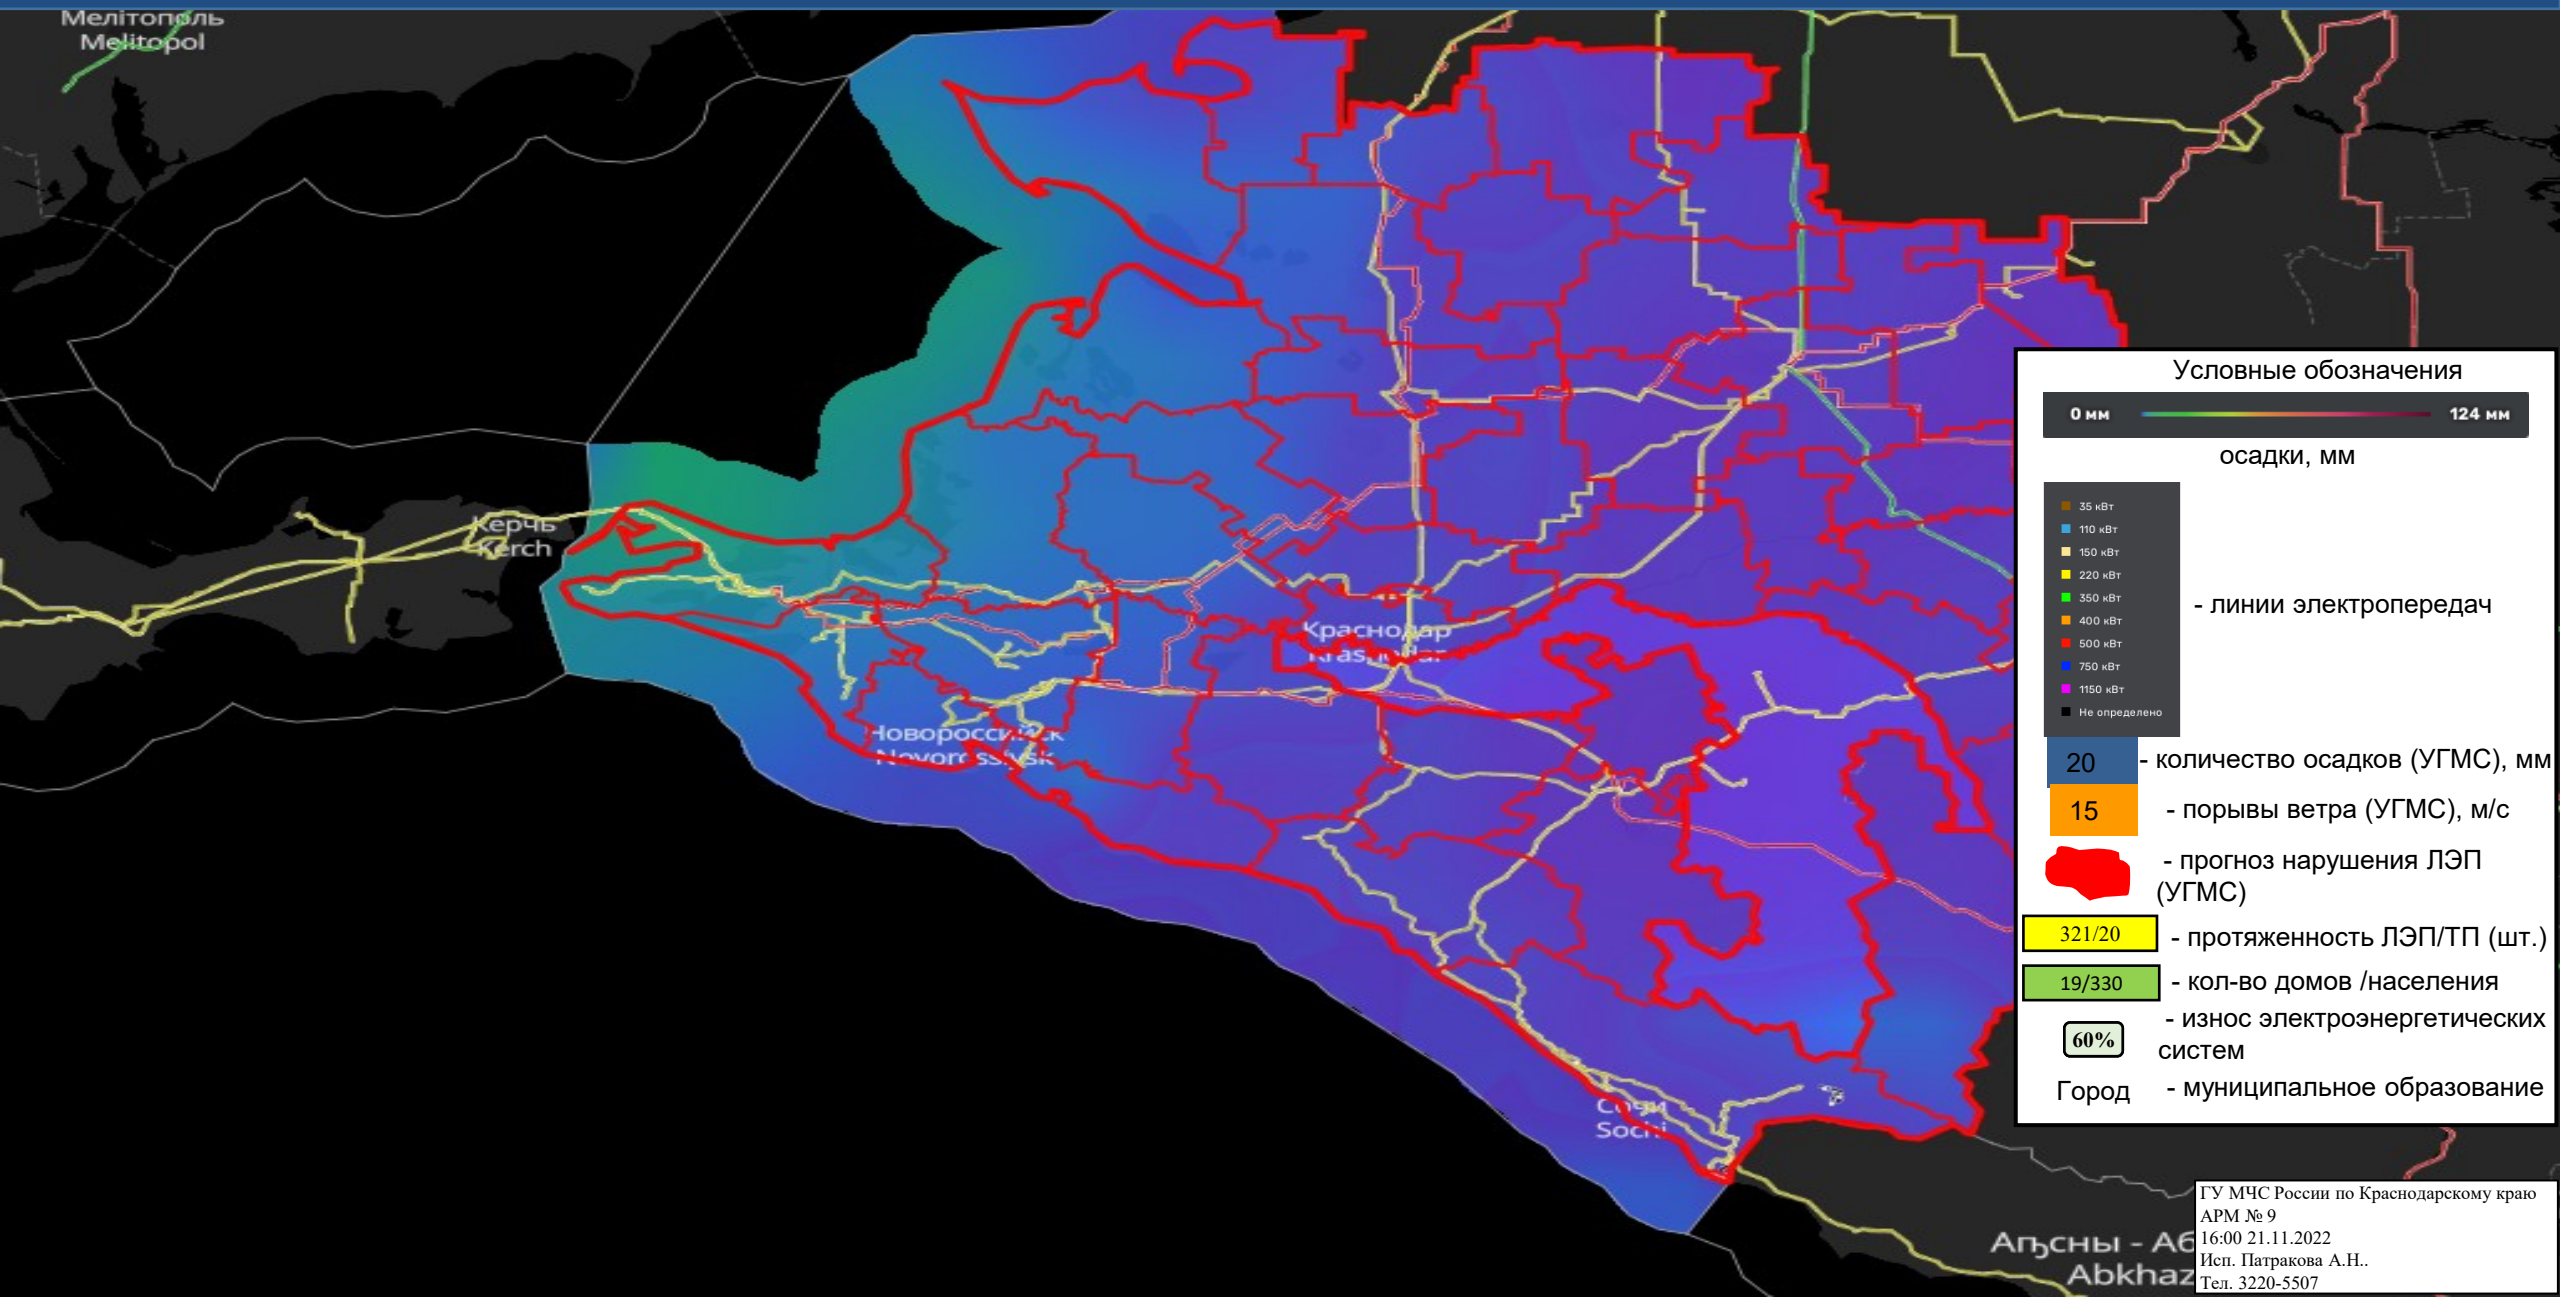 Мелітополь
Melitopol
Керчь
Kerch
Краснодар
Krasnodar
Новороссийск
Novorossiysk
Сочи
Sochi
Аҧсны - Аб
Abkhaz
Условные обозначения
0 мм 124 мм
осадки, мм
35 кВт
110 кВт
150 кВт
220 кВт
350 кВт
400 кВт
500 кВт
750 кВт
1150 кВт
Не определено
- линии электропередач
20 - количество осадков (УГМС), мм
15 - порывы ветра (УГМС), м/с
- прогноз нарушения ЛЭП
(УГМС)
321/20 - протяженность ЛЭП/ТП (шт.)
19/330 - кол-во домов /населения
- износ электроэнергетических
60% систем
Город - муниципальное образование
ГУ МЧС России по Краснодарскому краю
АРМ № 9
16:00 21.11.2022
Исп. Патракова А.Н..
Тел. 3220-5507